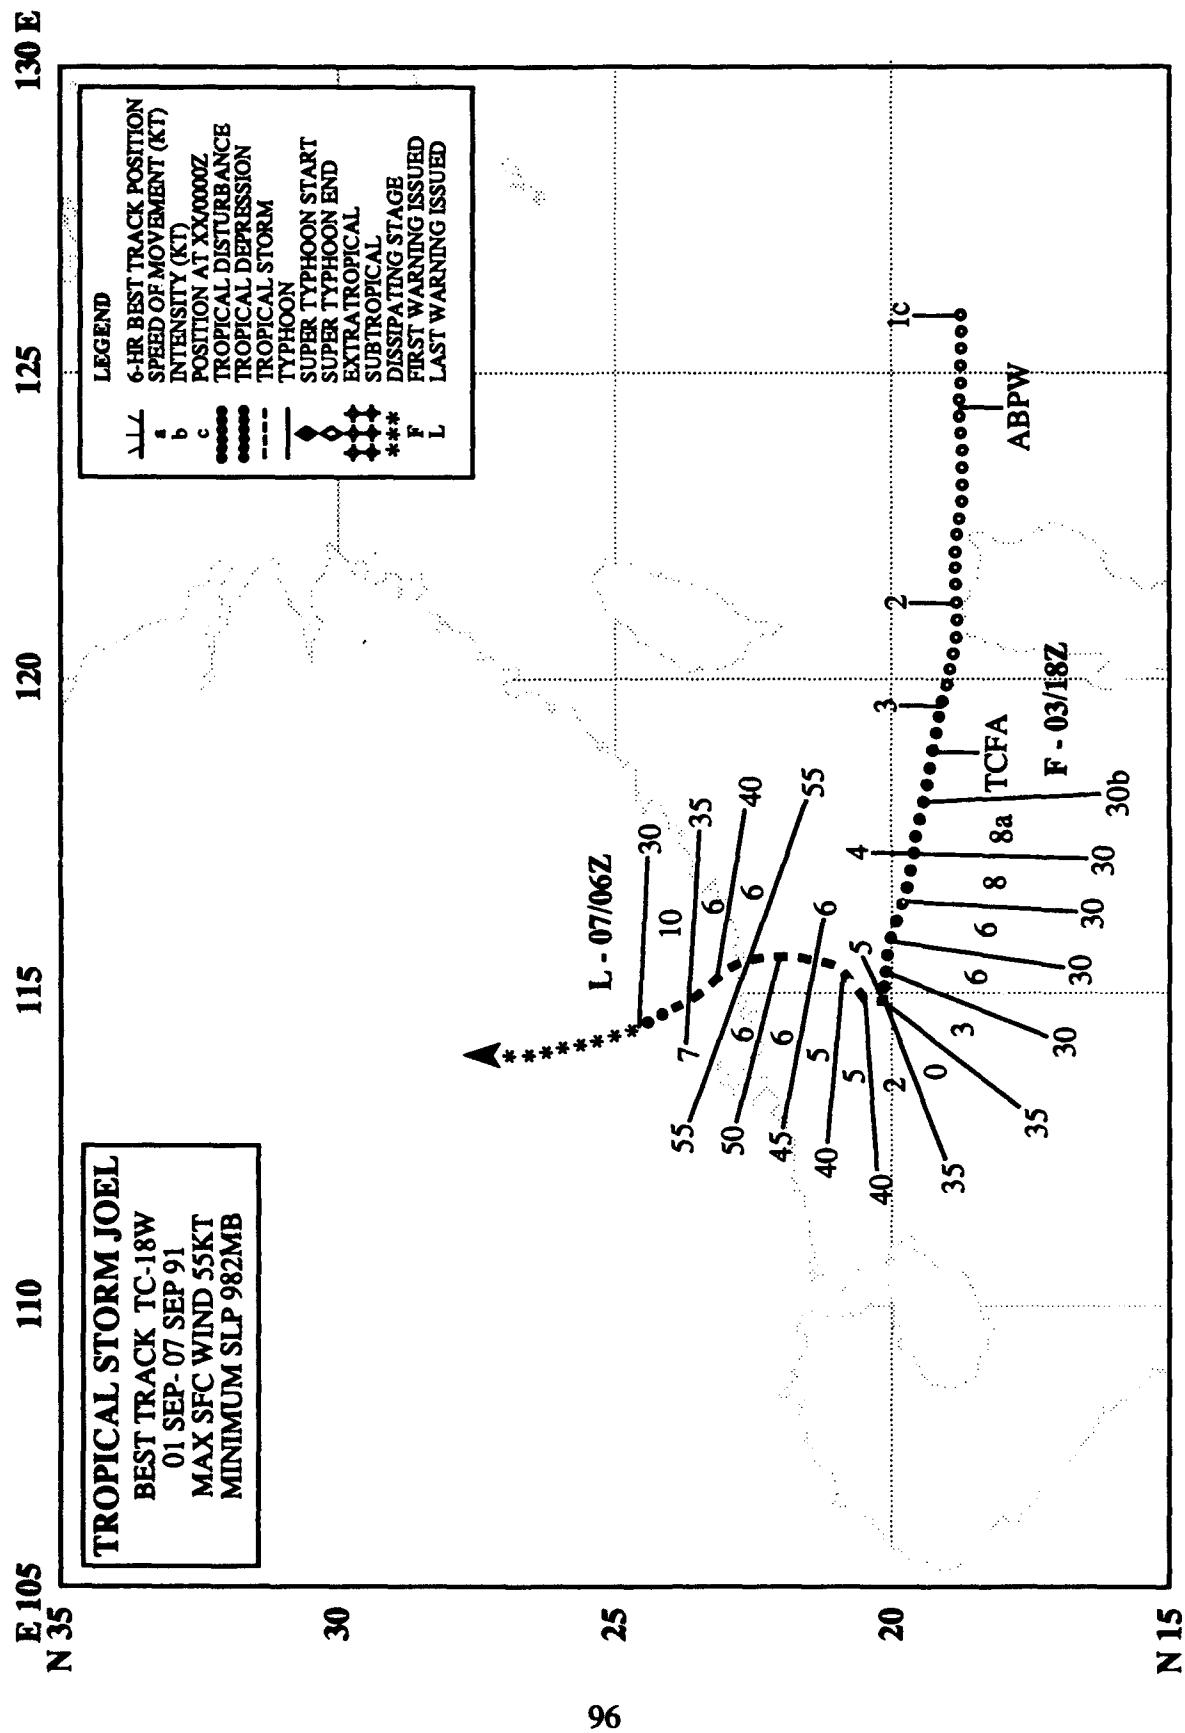 E 105
110
115
120
125
130 E
N 35
30
25
20
N 15
TROPICAL STORM JOEL
BEST TRACK TC-18W
01 SEP- 07 SEP 91
MAX SFC WIND 55KT
MINIMUM SLP 982MB
LEGEND
6-HR BEST TRACK POSITION
a SPEED OF MOVEMENT (KT)
b INTENSITY (KT)
c POSITION AT XX/0000Z
TROPICAL DISTURBANCE
TROPICAL DEPRESSION
TROPICAL STORM
TYPHOON
SUPER TYPHOON START
SUPER TYPHOON END
EXTRATROPICAL
SUBTROPICAL
*** DISSIPATING STAGE
F FIRST WARNING ISSUED
L LAST WARNING ISSUED
L - 07/06Z
30
10
35
7
6
40
6
55
55
6
50
6
45
6
5
40
5
40
2
5
35
0
35
3
30
6
30
6
30
8
4
30
8a
30b
F - 03/18Z
TCFA
3
2
ABPW
1c
96